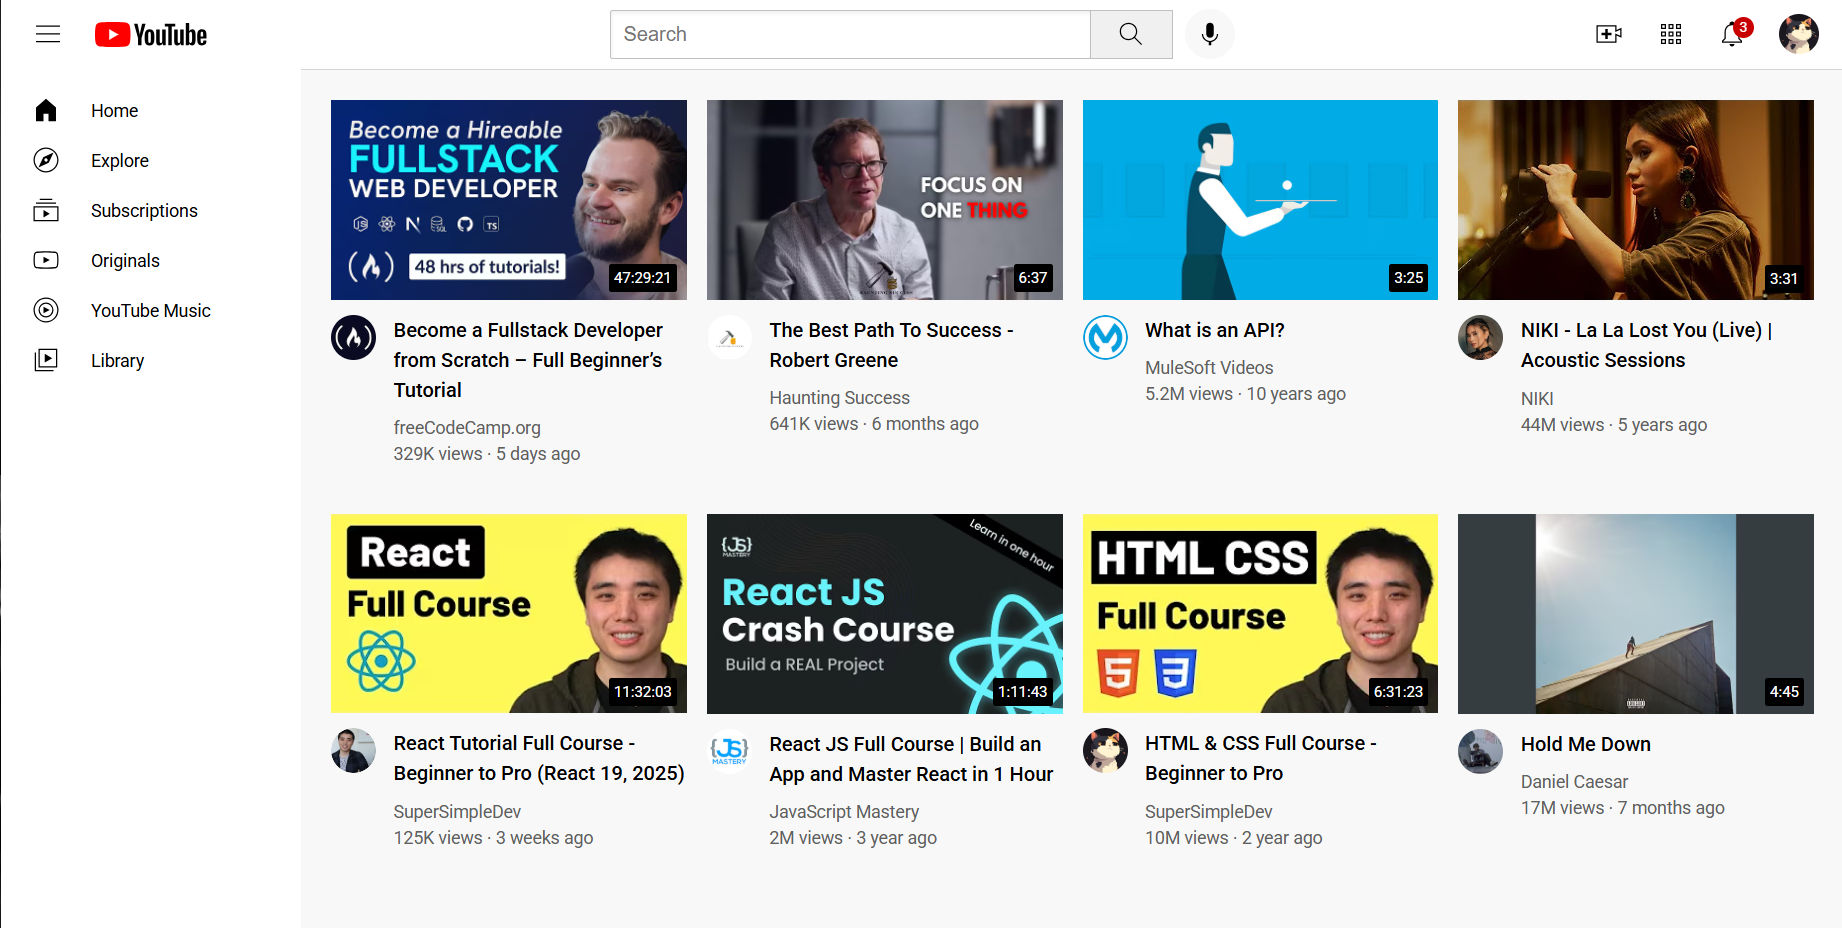 YouTube
Search
3
Home
Explore
Subscriptions
Originals
YouTube Music
Library
Become a Hireable
FULLSTACK
WEB DEVELOPER
JS N SQL TS
48 hrs of tutorials!
47:29:21
Become a Fullstack Developer
from Scratch – Full Beginner’s
Tutorial
freeCodeCamp.org
329K views · 5 days ago
FOCUS ON
ONE THING
HAUNTING SUCCESS
6:37
The Best Path To Success -
Robert Greene
Haunting Success
641K views · 6 months ago
3:25
What is an API?
MuleSoft Videos
5.2M views · 10 years ago
3:31
NIKI - La La Lost You (Live) |
Acoustic Sessions
NIKI
44M views · 5 years ago
React
Full Course
11:32:03
React Tutorial Full Course -
Beginner to Pro (React 19, 2025)
SuperSimpleDev
125K views · 3 weeks ago
{JS}
MASTERY
Learn in one hour
React JS
Crash Course
Build a REAL Project
1:11:43
{JS}
MASTERY
React JS Full Course | Build an
App and Master React in 1 Hour
JavaScript Mastery
2M views · 3 year ago
HTML CSS
Full Course
5 3
6:31:23
HTML & CSS Full Course -
Beginner to Pro
SuperSimpleDev
10M views · 2 year ago
4:45
Hold Me Down
Daniel Caesar
17M views · 7 months ago